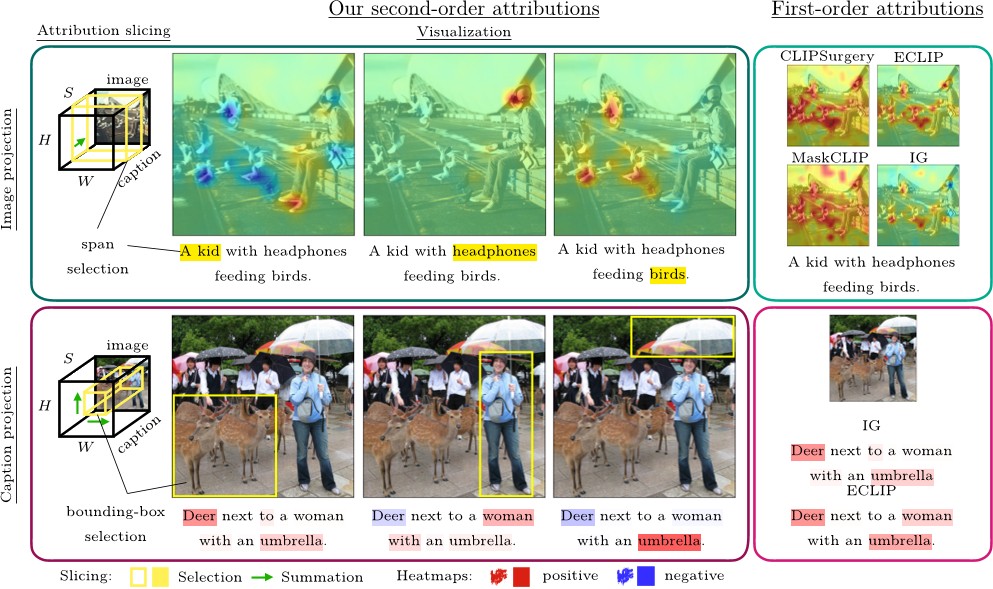 Our second-order attributions
First-order attributions
Attribution slicing
Visualization
Image projection
S
image
H
W
caption
span
selection
A kid with headphones
feeding birds.
A kid with headphones
feeding birds.
A kid with headphones
feeding birds.
CLIPSurgery
ECLIP
MaskCLIP
IG
A kid with headphones
feeding birds.
Caption projection
S
image
H
W
caption
bounding-box
selection
Deer next to a woman
with an umbrella.
Deer next to a woman
with an umbrella.
Deer next to a woman
with an umbrella.
IG
Deer next to a woman
with an umbrella
ECLIP
Deer next to a woman
with an umbrella.
Slicing: Selection Summation Heatmaps: positive negative